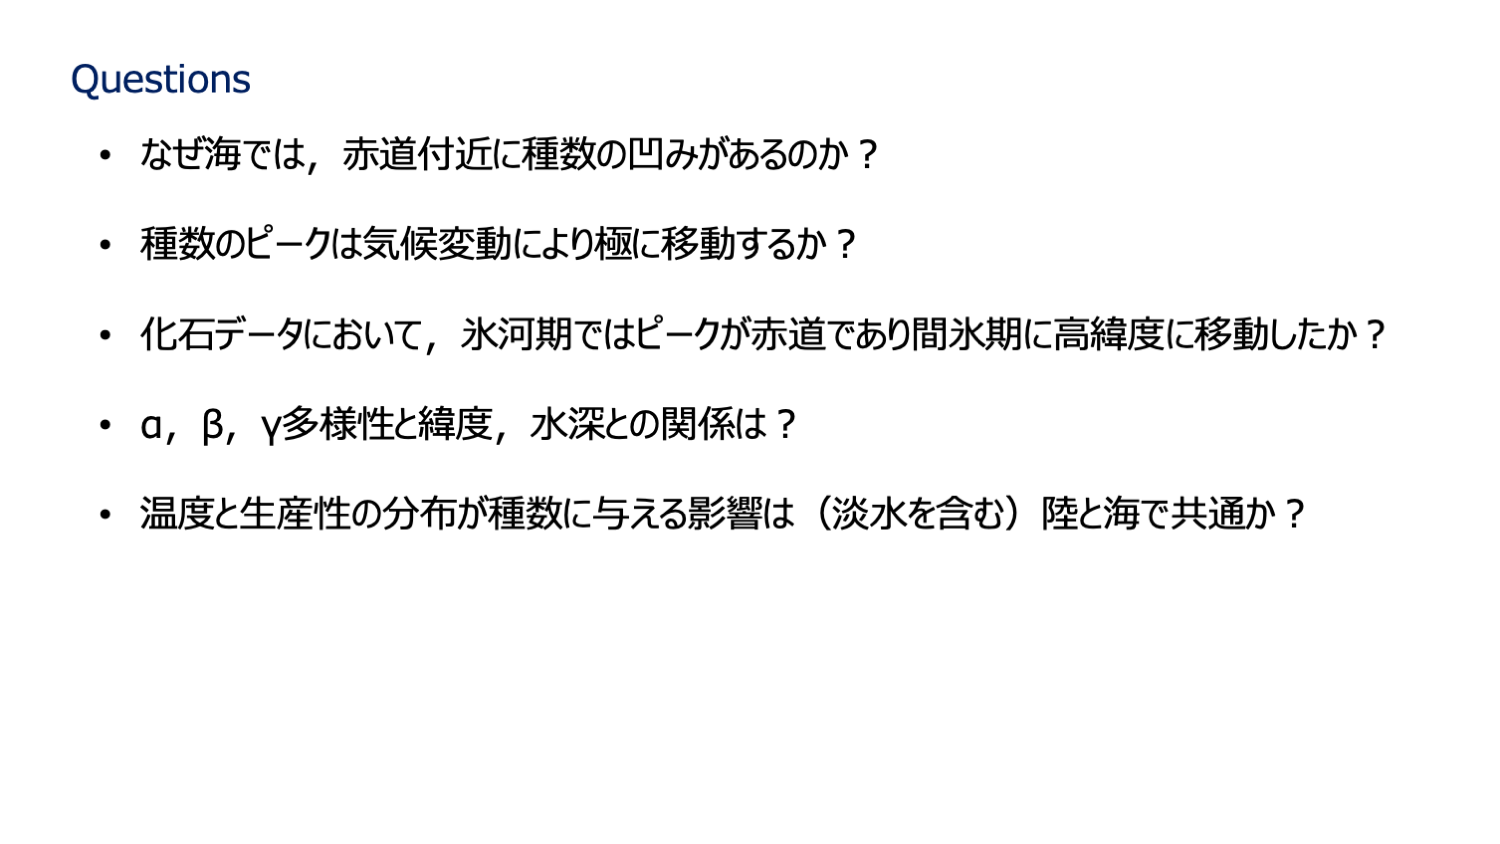 Questions
• なぜ海では，赤道付近に種数の凹みがあるのか？
• 種数のピークは気候変動により極に移動するか？
• 化石データにおいて，氷河期ではピークが赤道であり間氷期に高緯度に移動したか？
• α，β，γ多様性と緯度，水深との関係は？
• 温度と生産性の分布が種数に与える影響は（淡水を含む）陸と海で共通か？